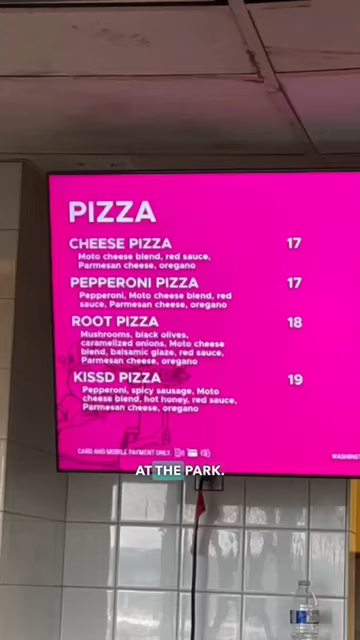 PIZZA
CHEESE PIZZA 17
Moto cheese blend, red sauce,
Parmesan cheese, oregano
PEPPERONI PIZZA 17
Pepperoni, Moto cheese blend, red
sauce, Parmesan cheese, oregano
ROOT PIZZA 18
Mushrooms, black olives,
caramelized onions, Moto cheese
blend, balsamic glaze, red sauce,
Parmesan cheese, oregano
KISSD PIZZA 19
Pepperoni, spicy sausage, Moto
cheese blend, hot honey, red sauce,
Parmesan cheese, oregano
CARD AND MOBILE PAYMENT ONLY.
WASHINGT
AT THE PARK.